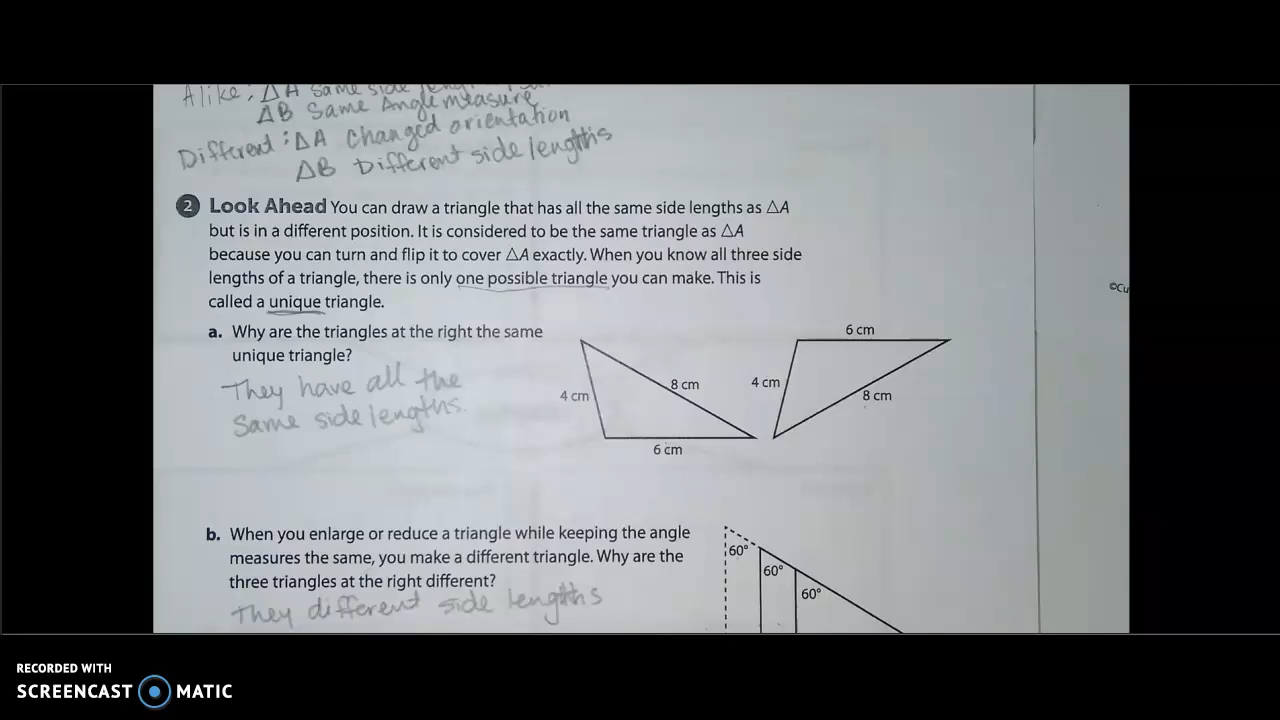 Alike: △A Same side
△B Same Angle measure
Different: △A Changed orientation
△B Different side lengths
2 Look Ahead You can draw a triangle that has all the same side lengths as △A
but is in a different position. It is considered to be the same triangle as △A
because you can turn and flip it to cover △A exactly. When you know all three side
lengths of a triangle, there is only one possible triangle you can make. This is
called a unique triangle.
©Cu
a. Why are the triangles at the right the same
unique triangle?
They have all the
Same side lengths.
4 cm
8 cm
6 cm
6 cm
4 cm
8 cm
b. When you enlarge or reduce a triangle while keeping the angle
measures the same, you make a different triangle. Why are the
three triangles at the right different?
They different side lengths
60°
60°
60°
RECORDED WITH
SCREENCAST MATIC